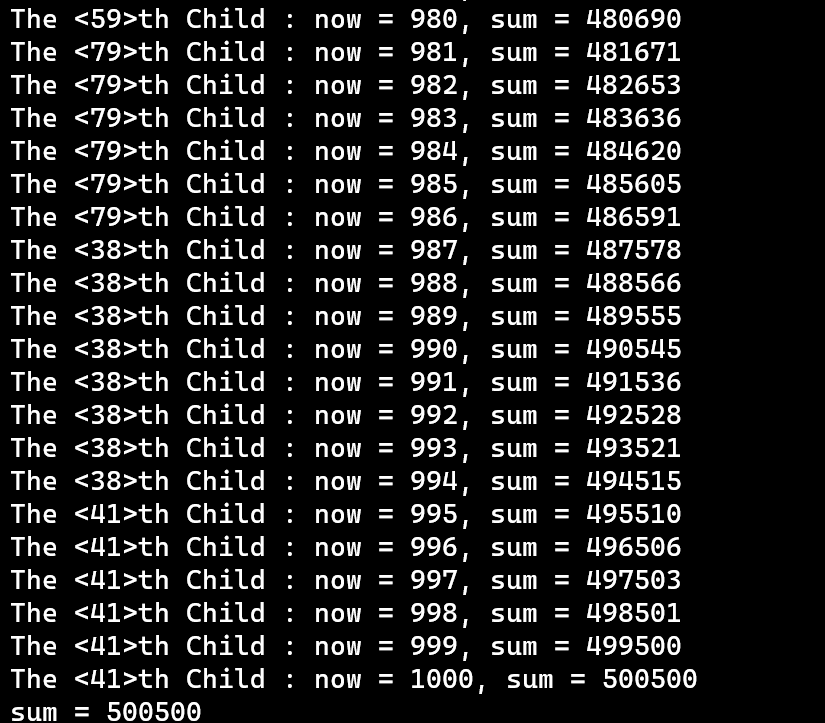 The <59>th Child : now = 980, sum = 480690
The <79>th Child : now = 981, sum = 481671
The <79>th Child : now = 982, sum = 482653
The <79>th Child : now = 983, sum = 483636
The <79>th Child : now = 984, sum = 484620
The <79>th Child : now = 985, sum = 485605
The <79>th Child : now = 986, sum = 486591
The <38>th Child : now = 987, sum = 487578
The <38>th Child : now = 988, sum = 488566
The <38>th Child : now = 989, sum = 489555
The <38>th Child : now = 990, sum = 490545
The <38>th Child : now = 991, sum = 491536
The <38>th Child : now = 992, sum = 492528
The <38>th Child : now = 993, sum = 493521
The <38>th Child : now = 994, sum = 494515
The <41>th Child : now = 995, sum = 495510
The <41>th Child : now = 996, sum = 496506
The <41>th Child : now = 997, sum = 497503
The <41>th Child : now = 998, sum = 498501
The <41>th Child : now = 999, sum = 499500
The <41>th Child : now = 1000, sum = 500500
sum = 500500